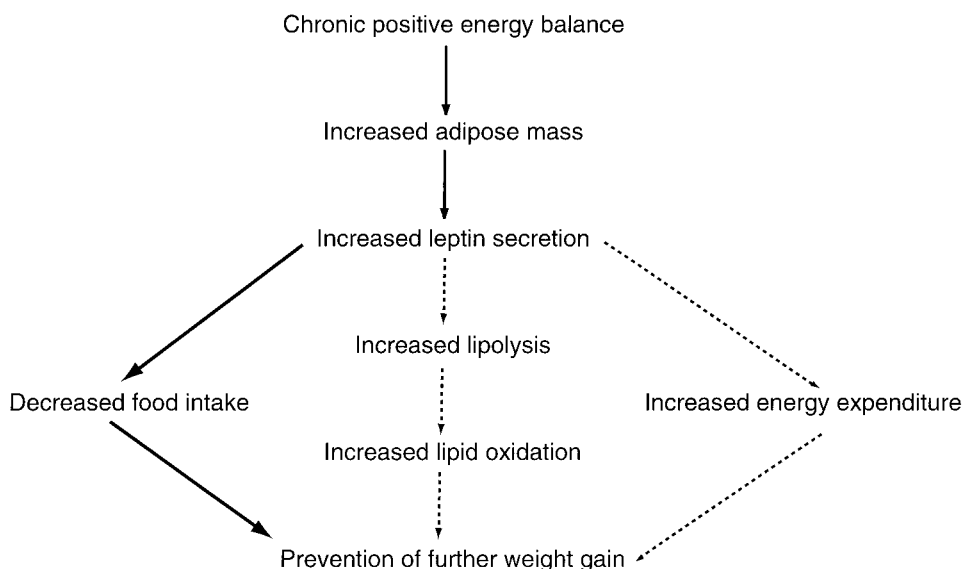 Chronic positive energy balance
Increased adipose mass
Increased leptin secretion
Increased lipolysis
Decreased food intake
Increased energy expenditure
Increased lipid oxidation
Prevention of further weight gain